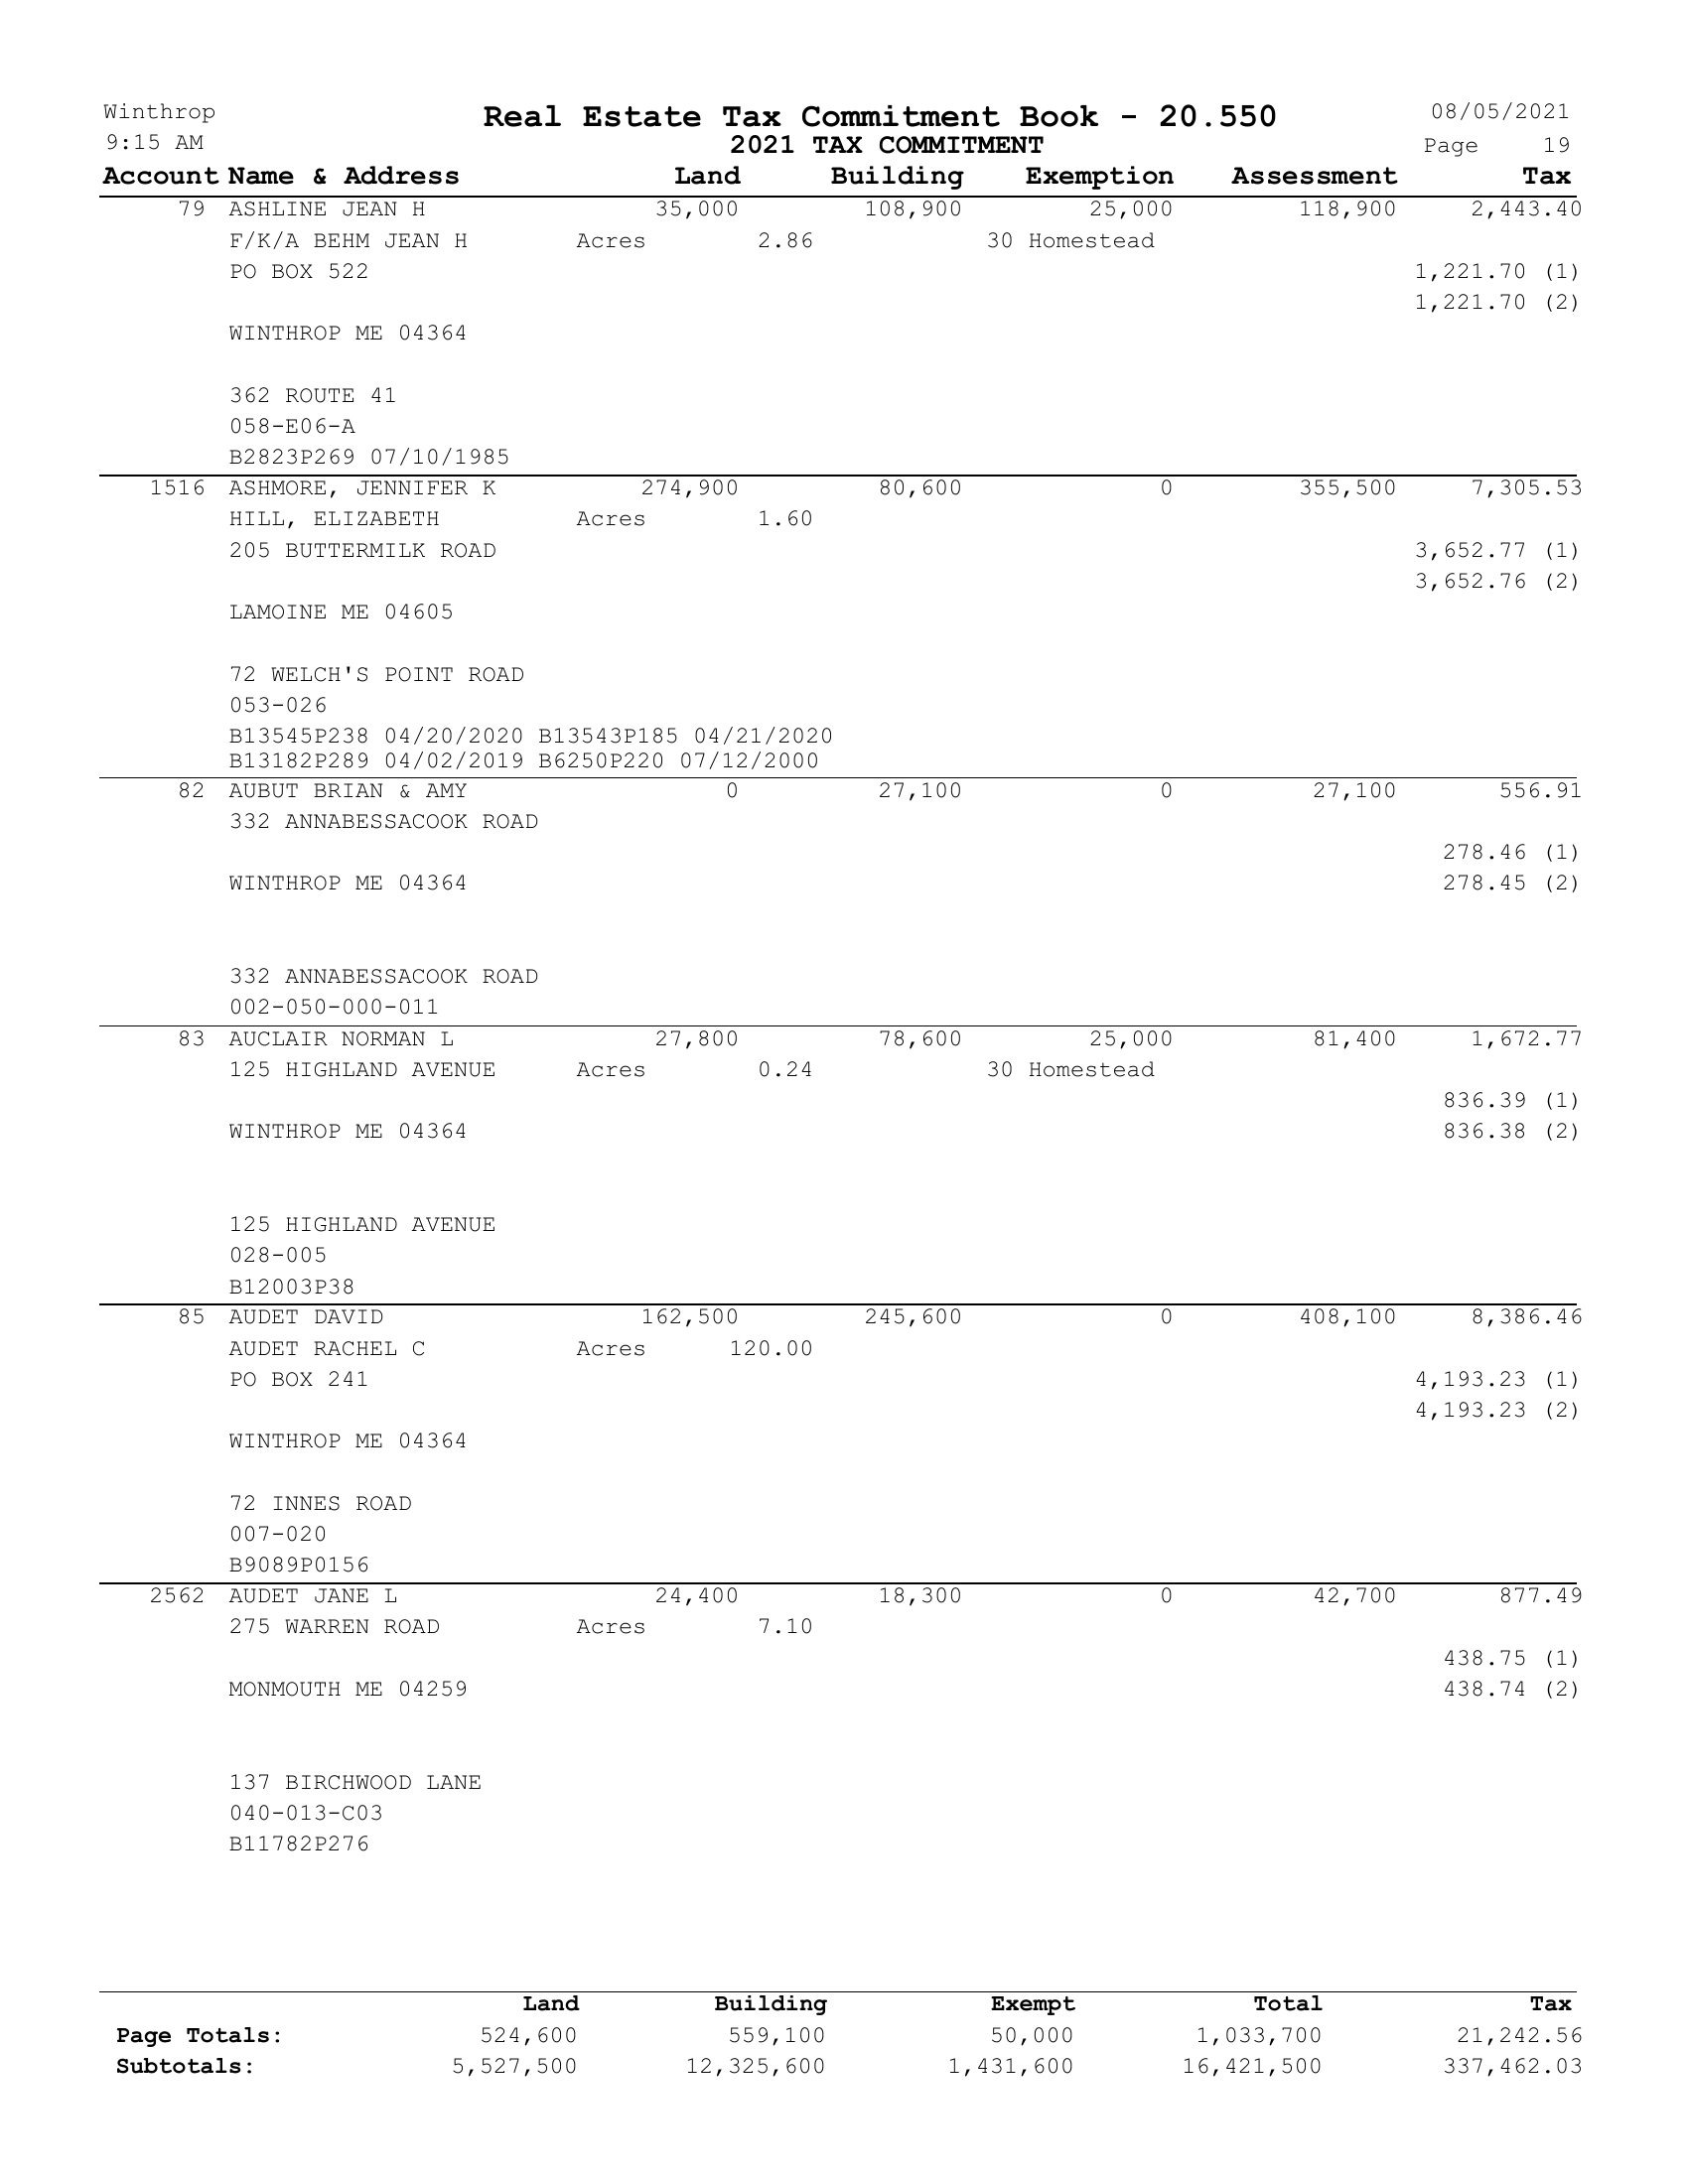 Winthrop Real Estate Tax Commitment Book - 20.550 08/05/2021
9:15 AM 2021 TAX COMMITMENT Page 19
Account Name & Address Land Building Exemption Assessment Tax
79 ASHLINE JEAN H 35,000 108,900 25,000 118,900 2,443.40
F/K/A BEHM JEAN H Acres 2.86 30 Homestead
PO BOX 522 1,221.70 (1)
1,221.70 (2)
WINTHROP ME 04364
362 ROUTE 41
058-E06-A
B2823P269 07/10/1985
1516 ASHMORE, JENNIFER K 274,900 80,600 0 355,500 7,305.53
HILL, ELIZABETH Acres 1.60
205 BUTTERMILK ROAD 3,652.77 (1)
3,652.76 (2)
LAMOINE ME 04605
72 WELCH'S POINT ROAD
053-026
B13545P238 04/20/2020 B13543P185 04/21/2020
B13182P289 04/02/2019 B6250P220 07/12/2000
82 AUBUT BRIAN & AMY 0 27,100 0 27,100 556.91
332 ANNABESSACOOK ROAD
278.46 (1)
WINTHROP ME 04364 278.45 (2)
332 ANNABESSACOOK ROAD
002-050-000-011
83 AUCLAIR NORMAN L 27,800 78,600 25,000 81,400 1,672.77
125 HIGHLAND AVENUE Acres 0.24 30 Homestead
836.39 (1)
WINTHROP ME 04364 836.38 (2)
125 HIGHLAND AVENUE
028-005
B12003P38
85 AUDET DAVID 162,500 245,600 0 408,100 8,386.46
AUDET RACHEL C Acres 120.00
PO BOX 241 4,193.23 (1)
4,193.23 (2)
WINTHROP ME 04364
72 INNES ROAD
007-020
B9089P0156
2562 AUDET JANE L 24,400 18,300 0 42,700 877.49
275 WARREN ROAD Acres 7.10
438.75 (1)
MONMOUTH ME 04259 438.74 (2)
137 BIRCHWOOD LANE
040-013-C03
B11782P276
Land Building Exempt Total Tax
Page Totals: 524,600 559,100 50,000 1,033,700 21,242.56
Subtotals: 5,527,500 12,325,600 1,431,600 16,421,500 337,462.03